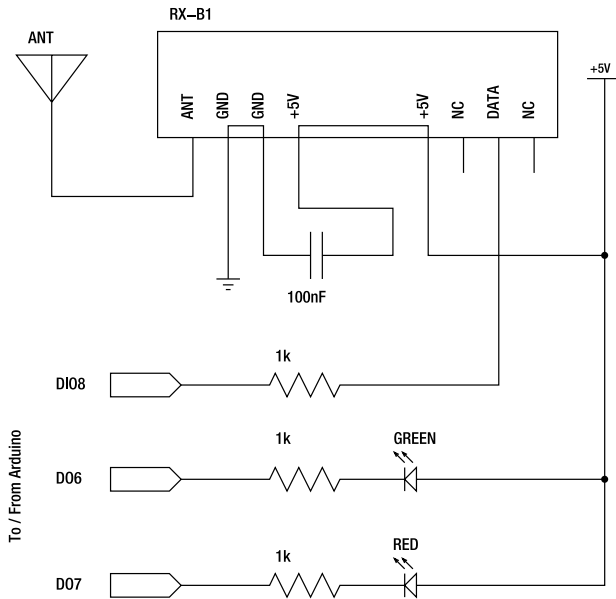 RX–B1
ANT
+5V
ANT
GND
GND
+5V
+5V
NC
DATA
NC
100nF
1k
DI08
1k
GREEN
D06
To / From Arduino
1k
RED
D07